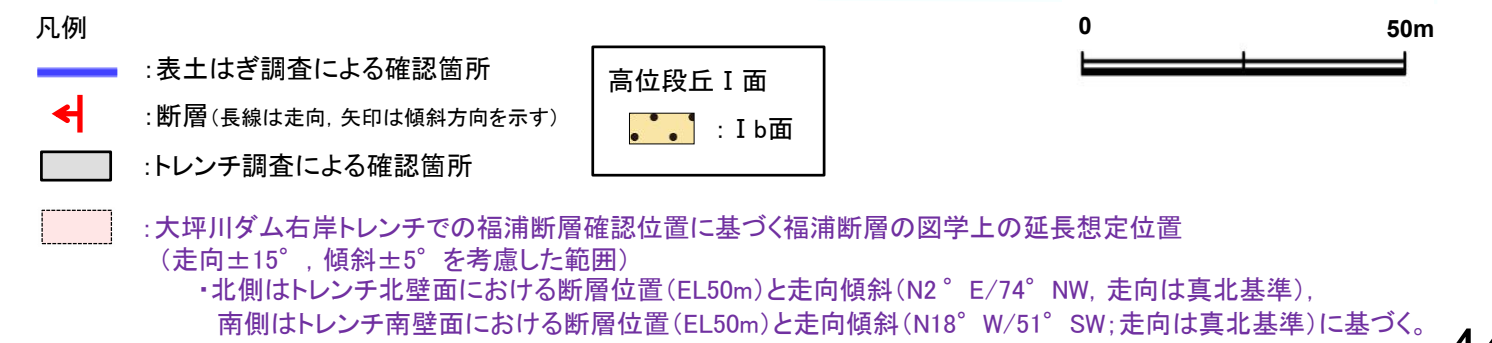 凡例
:表土はぎ調査による確認箇所
:断層(長線は走向,矢印は傾斜方向を示す)
:トレンチ調査による確認箇所
高位段丘Ⅰ面
:Ⅰb面
0 50m
:大坪川ダム右岸トレンチでの福浦断層確認位置に基づく福浦断層の図学上の延長想定位置
(走向±15°,傾斜±5°を考慮した範囲)
・北側はトレンチ北壁面における断層位置(EL50m)と走向傾斜(N2°E/74°NW,走向は真北基準),
南側はトレンチ南壁面における断層位置(EL50m)と走向傾斜(N18°W/51°SW;走向は真北基準)に基づく。